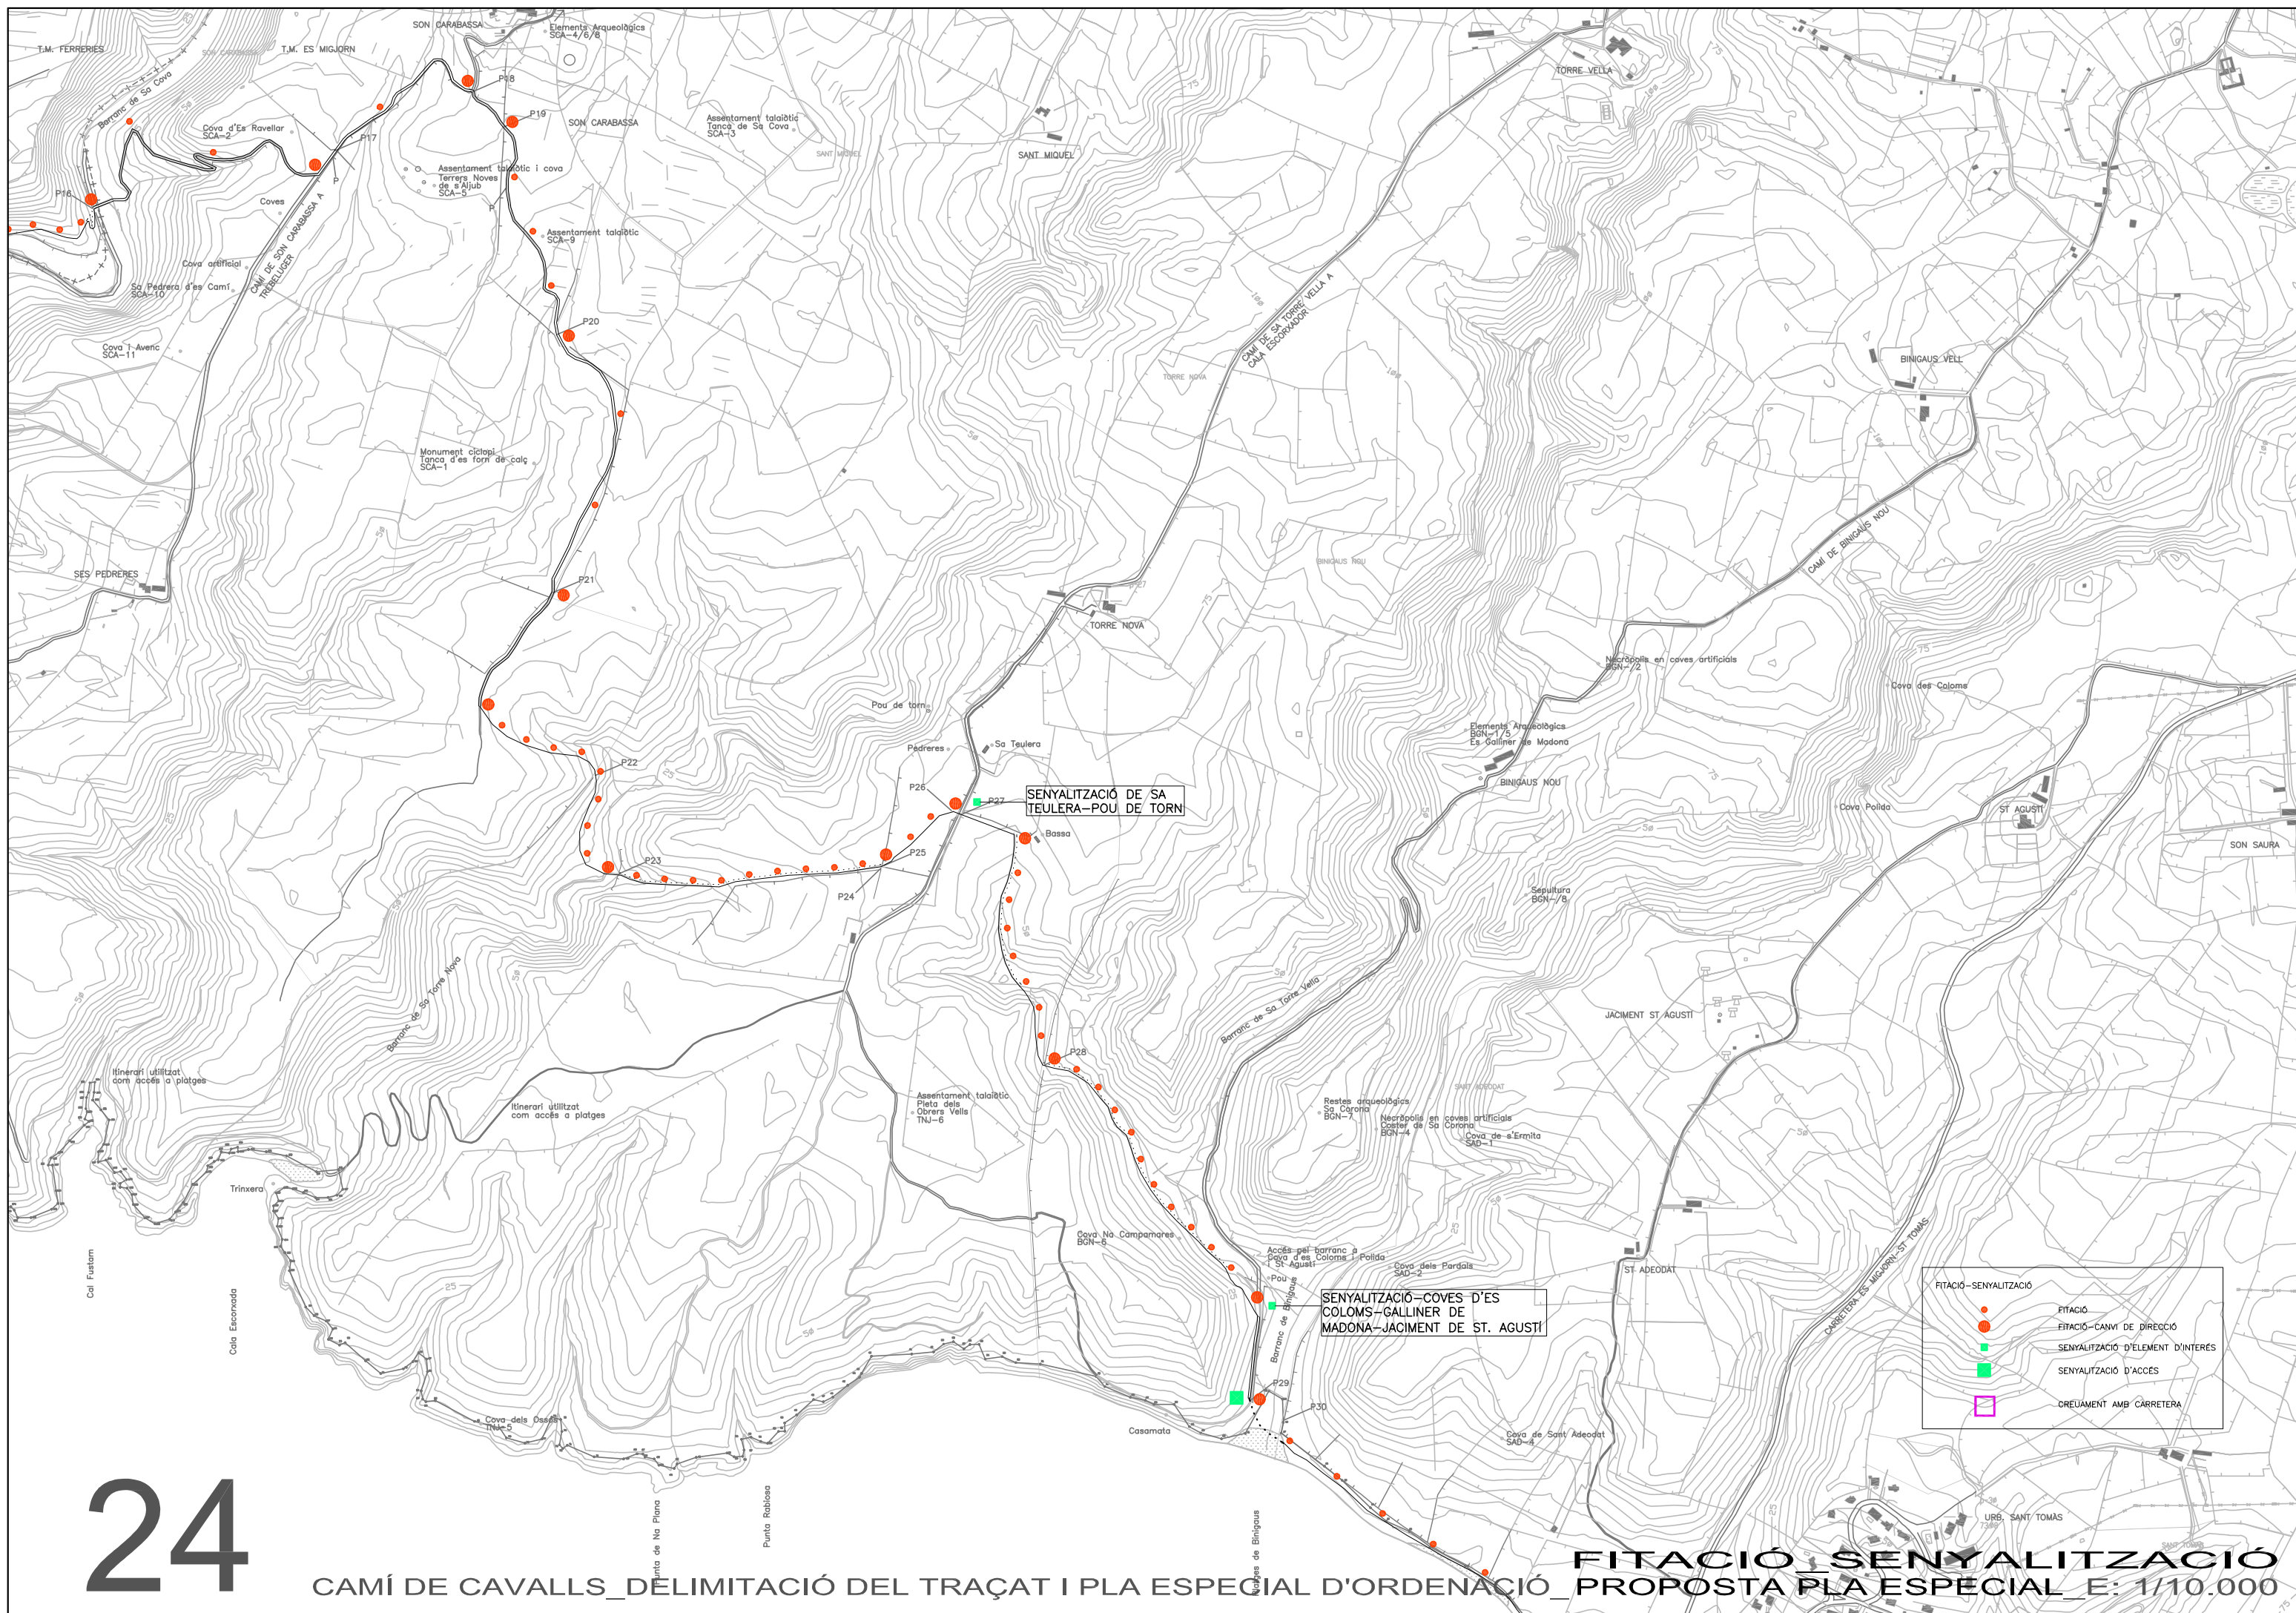 T.M. FERRERIES
SON CARABASSA
T.M. ES MIGJORN
SON CARABASSA
Elements Arqueològics
SCA-4/6/8
Barranc de Sa Cova
P18
P19
SON CARABASSA
Cova d'Es Ravellar
SCA-2
P17
P
Assentament talaiòtic
Tanca de Sa Cova
SCA-3
SANT MIQUEL
SANT MIQUEL
TORRE VELLA
P16
Coves
Assentament talaiòtic i cova
Terrers Noves
de s'Aljub
SCA-5
P
Assentament talaiòtic
SCA-9
Cova artificial
Sa Pedrera d'es Camí
SCA-10
CAMÍ DE SON CARABASSA A
TREBELUGER
P20
Cova i Avenc
SCA-11
CAMÍ DE SA TORRE VELLA A
CALA ESCORXADOR
TORRE NOVA
BINIGAUS VELL
Monument ciclopi
Tanca d'es forn de calç
SCA-1
CAMÍ DE BINIGAUS NOU
BINIGAUS NOU
SES PEDRERES
P21
TORRE NOVA
Necròpolis en coves artificials
BGN-/2
Cova des Coloms
Pou de torn
Elements Arqueològics
BGN-1/5
Es Galliner de Madona
Pedreres
Sa Teulera
P22
BINIGAUS NOU
P26
P27
SENYALITZACIÓ DE SA
TEULERA-POU DE TORN
Cova Polida
ST AGUSTÍ
Bassa
SON SAURA
P23
P25
P24
Sepultura
BGN-/8
Barranc de Sa Torre Nova
Barranc de Sa Torre Vella
JACIMENT ST AGUSTÍ
P28
Itinerari utilitzat
com accés a platges
Itinerari utilitzat
com accés a platges
Assentament talaiòtic
Pleta dels
Obrers Vells
TNJ-6
SANT ADEODAT
Restes arqueològics
Sa Corona
BGN-7
Necròpolis en coves artificials
Coster de Sa Corona
BGN-4
Cova de s'Ermita
SAD-1
Trinxera
Cova Na Campamares
BGN-6
Accés pel barranc a
Cova d'es Coloms i Polida
i St Agustí
Pou
Cova dels Pardals
SAD-2
ST ADEODAT
CARRETERA ES MIGJORN-ST TOMÀS
Cal Fustam
Cala Escorxada
Barranc de Binigaus
SENYALITZACIÓ-COVES D'ES
COLOMS-GALLINER DE
MADONA-JACIMENT DE ST. AGUSTÍ
FITACIÓ-SENYALITZACIÓ
FITACIÓ
FITACIÓ-CANVI DE DIRECCIÓ
SENYALITZACIÓ D'ELEMENT D'INTERÉS
SENYALITZACIÓ D'ACCÉS
CREUAMENT AMB CARRETERA
P29
P30
Cova dels Ossos
TNJ-5
Casamata
Cova de Sant Adeodat
SAD-4
Punta de Na Plana
Punta Rabiosa
Platges de Binigaus
URB. SANT TOMÀS
24
FITACIÓ_SENYALITZACIÓ
CAMÍ DE CAVALLS_DELIMITACIÓ DEL TRAÇAT I PLA ESPECIAL D'ORDENACIÓ_PROPOSTA PLA ESPECIAL_E: 1/10.000